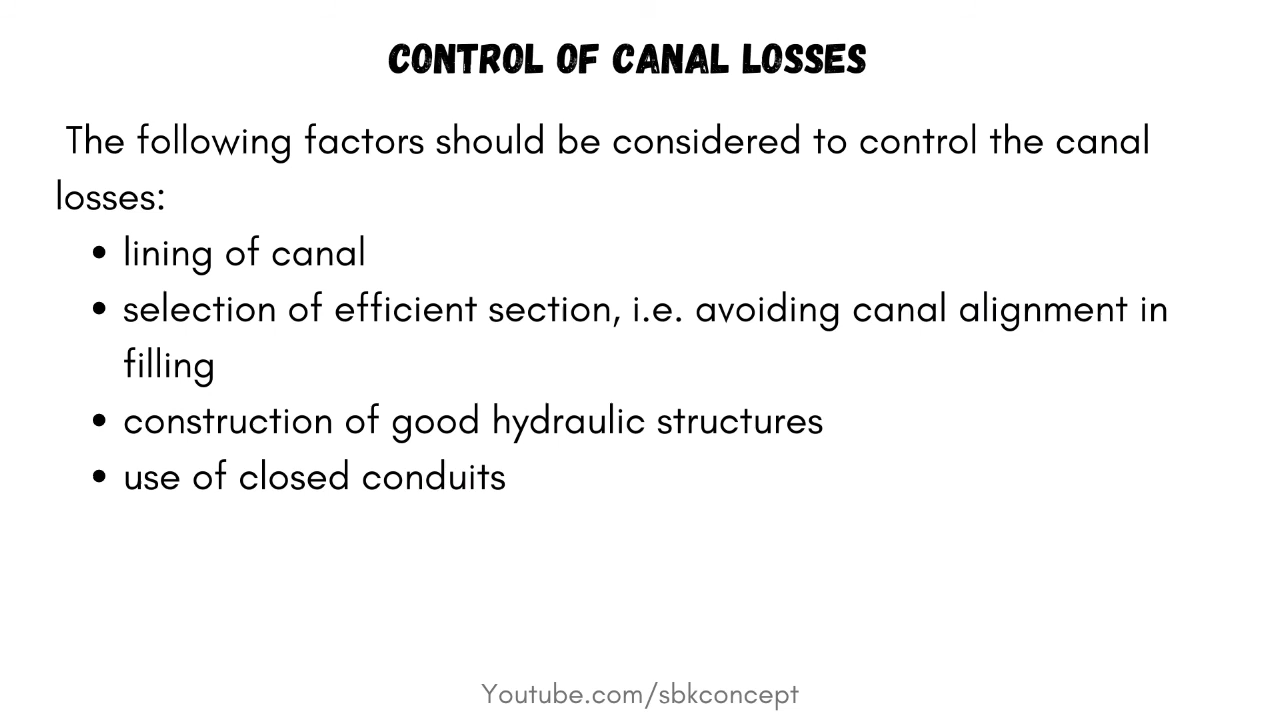 CONTROL OF CANAL LOSSES
The following factors should be considered to control the canal
losses:
• lining of canal
• selection of efficient section, i.e. avoiding canal alignment in
filling
• construction of good hydraulic structures
• use of closed conduits
Youtube.com/sbkconcept